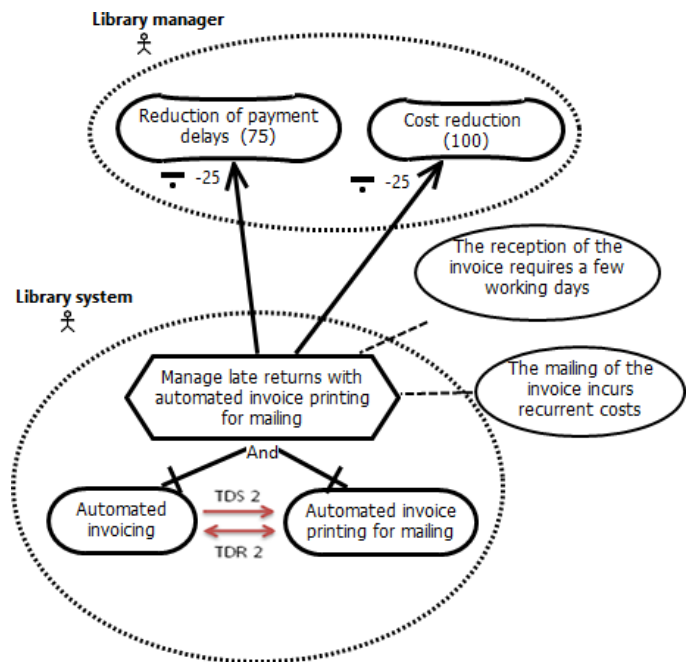 Library manager
Reduction of payment
delays (75)
Cost reduction
(100)
-25
-25
The reception of the
invoice requires a few
working days
Library system
Manage late returns with
automated invoice printing
for mailing
The mailing of the
invoice incurs
recurrent costs
And
Automated
invoicing
TDS 2
TDR 2
Automated invoice
printing for mailing